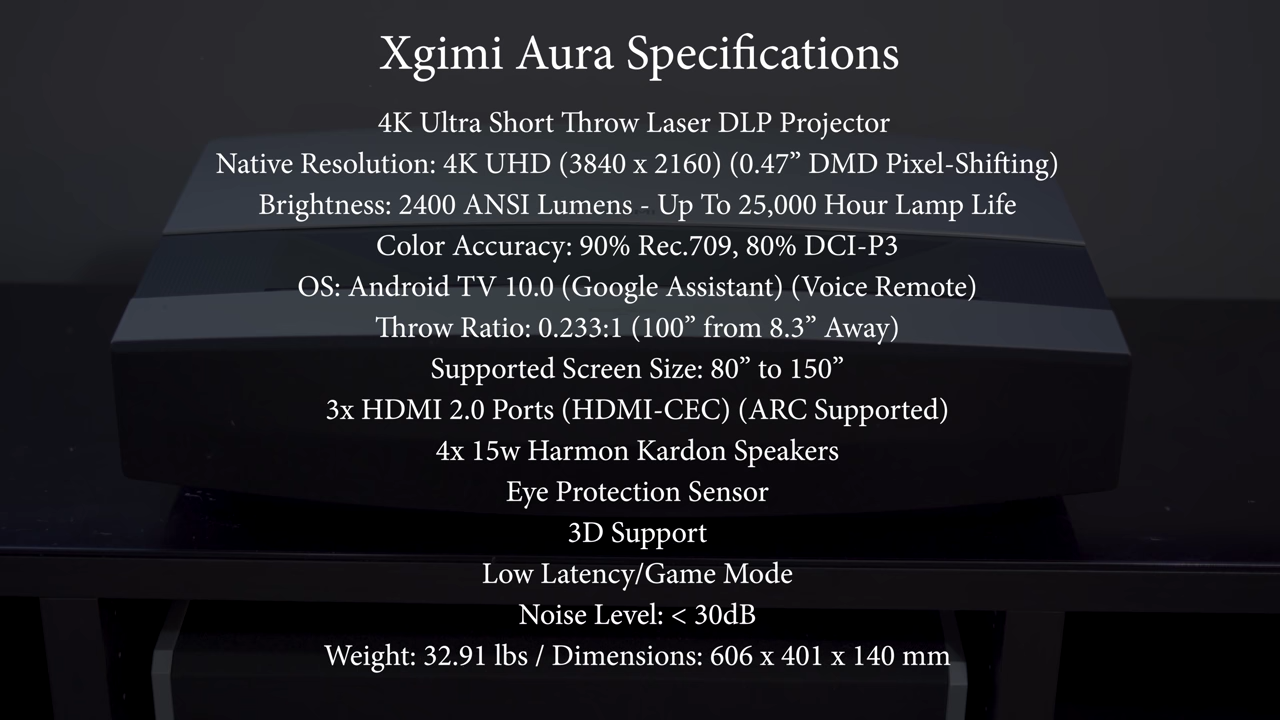 Xgimi Aura Specifications
4K Ultra Short Throw Laser DLP Projector
Native Resolution: 4K UHD (3840 x 2160) (0.47” DMD Pixel-Shifting)
Brightness: 2400 ANSI Lumens - Up To 25,000 Hour Lamp Life
Color Accuracy: 90% Rec.709, 80% DCI-P3
OS: Android TV 10.0 (Google Assistant) (Voice Remote)
Throw Ratio: 0.233:1 (100” from 8.3” Away)
Supported Screen Size: 80” to 150”
3x HDMI 2.0 Ports (HDMI-CEC) (ARC Supported)
4x 15w Harmon Kardon Speakers
Eye Protection Sensor
3D Support
Low Latency/Game Mode
Noise Level: < 30dB
Weight: 32.91 lbs / Dimensions: 606 x 401 x 140 mm